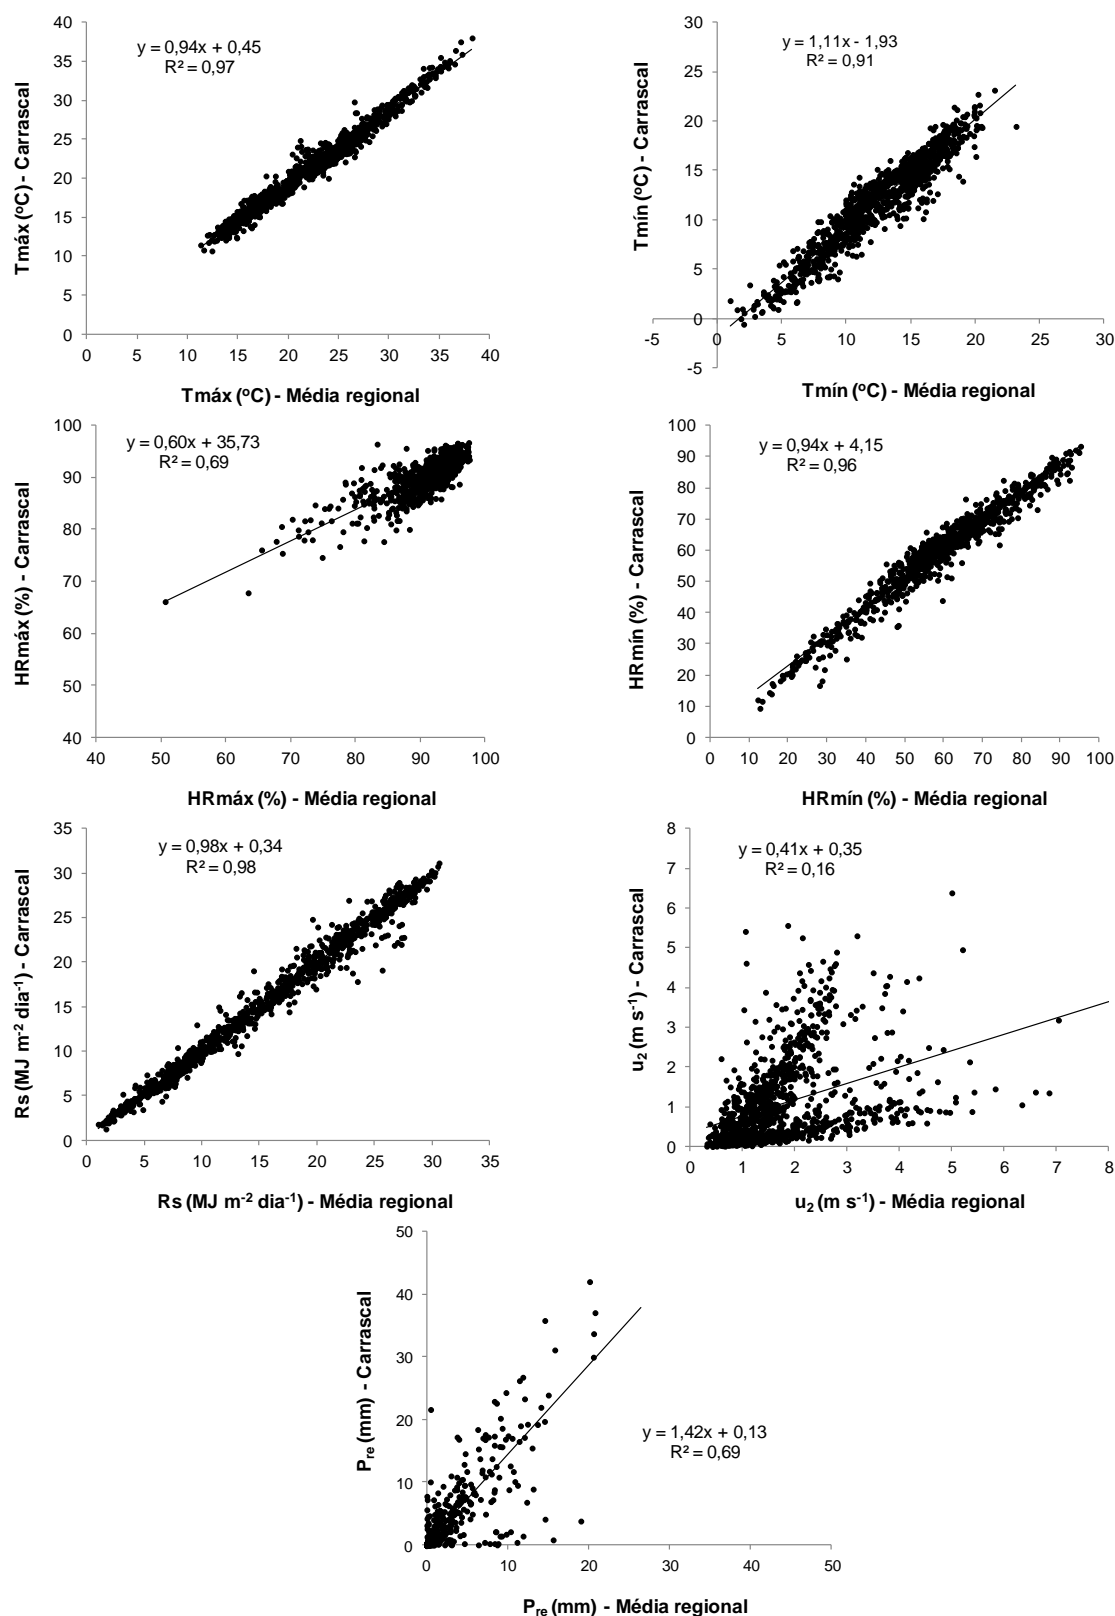 y = 0,94x + 0,45
R² = 0,97
Tmáx (ºC) - Carrascal
40
35
30
25
20
15
10
5
0
0 5 10 15 20 25 30 35 40
Tmáx (ºC) - Média regional
y = 1,11x - 1,93
R² = 0,91
Tmín (ºC) - Carrascal
30
25
20
15
10
5
0
-5
-5 0 5 10 15 20 25 30
Tmín (ºC) - Média regional
y = 0,60x + 35,73
R² = 0,69
HRmáx (%) - Carrascal
100
90
80
70
60
50
40
40 50 60 70 80 90 100
HRmáx (%) - Média regional
y = 0,94x + 4,15
R² = 0,96
HRmín (%) - Carrascal
100
90
80
70
60
50
40
30
20
10
0
0 10 20 30 40 50 60 70 80 90 100
HRmín (%) - Média regional
y = 0,98x + 0,34
R² = 0,98
Rs (MJ m⁻² dia⁻¹) - Carrascal
35
30
25
20
15
10
5
0
0 5 10 15 20 25 30 35
Rs (MJ m⁻² dia⁻¹) - Média regional
y = 0,41x + 0,35
R² = 0,16
u₂ (m s⁻¹) - Carrascal
8
7
6
5
4
3
2
1
0
0 1 2 3 4 5 6 7 8
u₂ (m s⁻¹) - Média regional
y = 1,42x + 0,13
R² = 0,69
Pre (mm) - Carrascal
50
40
30
20
10
0
0 10 20 30 40 50
Pre (mm) - Média regional